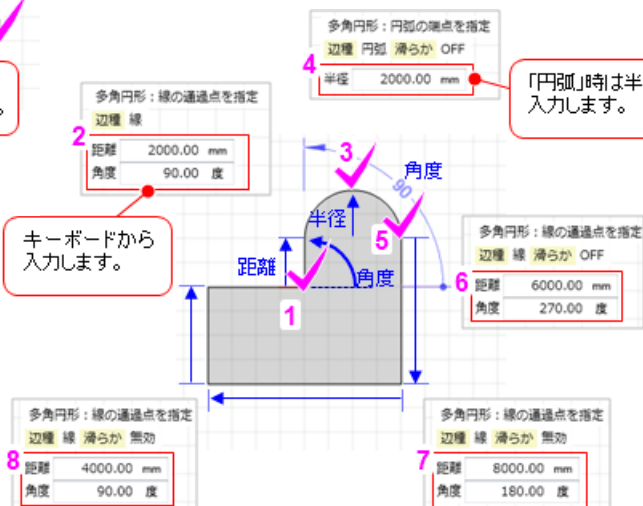 多角円形：円弧の端点を指定
辺種 円弧 滑らか OFF
4
半径 2000.00 mm
「円弧」時は半
入力します。
。
多角円形：線の通過点を指定
辺種 線
2
距離 2000.00 mm
角度 90.00 度
キーボードから
入力します。
3
角度
90
半径
5
距離
角度
1
多角円形：線の通過点を指定
辺種 線 滑らか OFF
6
距離 6000.00 mm
角度 270.00 度
多角円形：線の通過点を指定
辺種 線 滑らか 無効
8
距離 4000.00 mm
角度 90.00 度
多角円形：線の通過点を指定
辺種 線 滑らか 無効
7
距離 8000.00 mm
角度 180.00 度